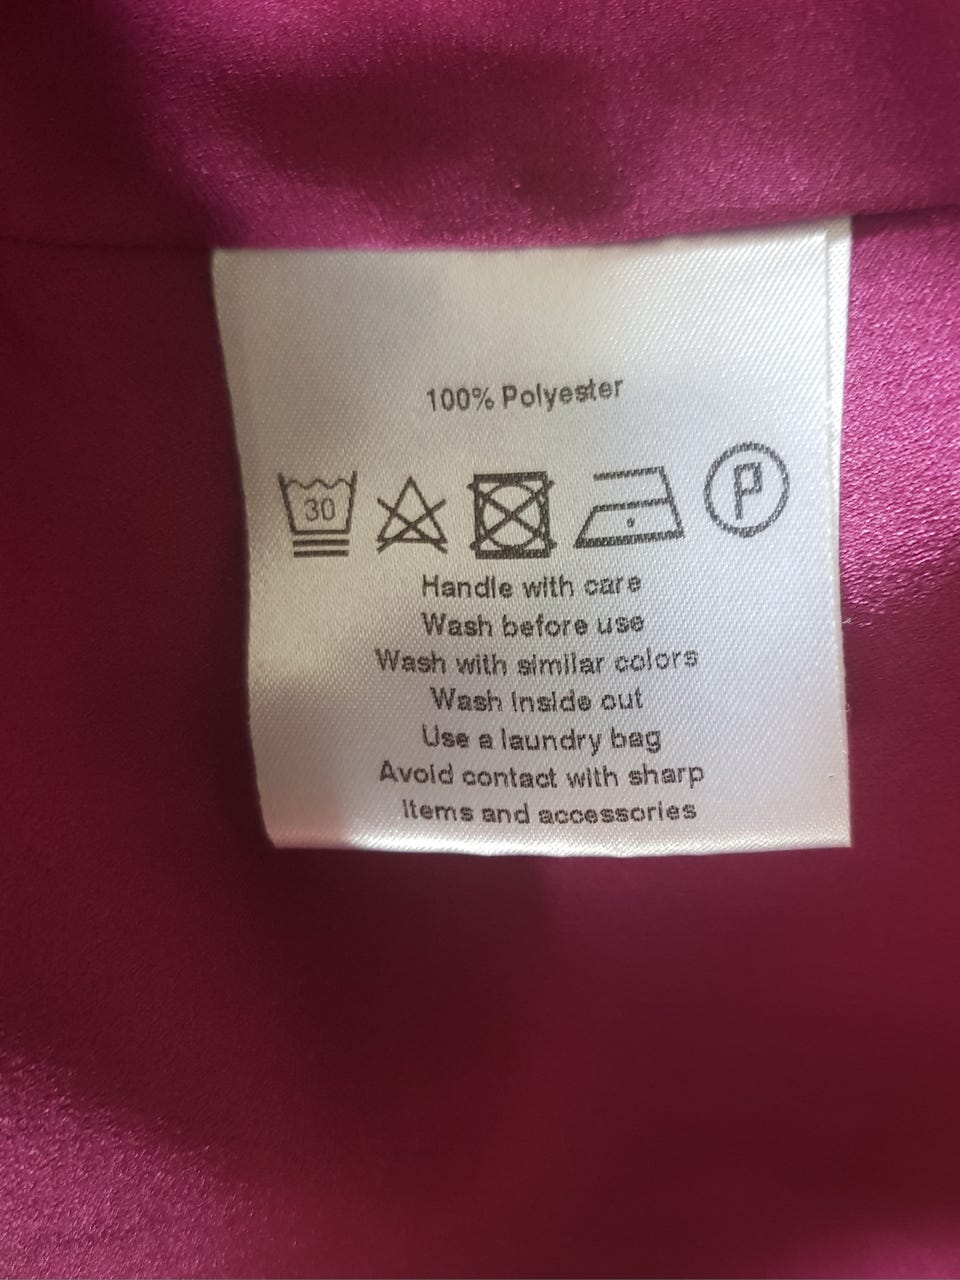 100% Polyester
30 P
Handle with care
Wash before use
Wash with similar colors
Wash inside out
Use a laundry bag
Avoid contact with sharp
items and accessories